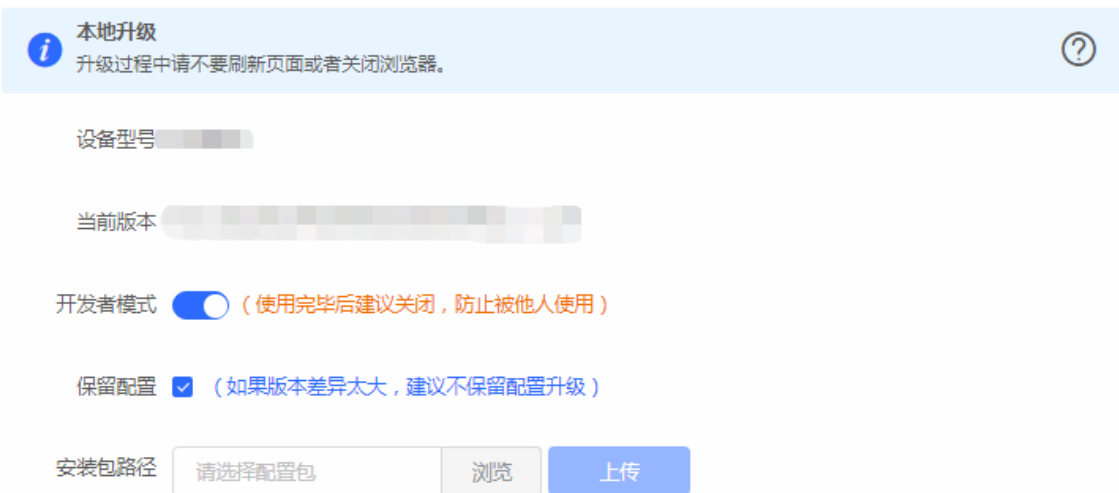 本地升级
升级过程中请不要刷新页面或者关闭浏览器。
设备型号
当前版本
开发者模式 （使用完毕后建议关闭，防止被他人使用）
保留配置 （如果版本差异太大，建议不保留配置升级）
安装包路径 请选择配置包 浏览 上传